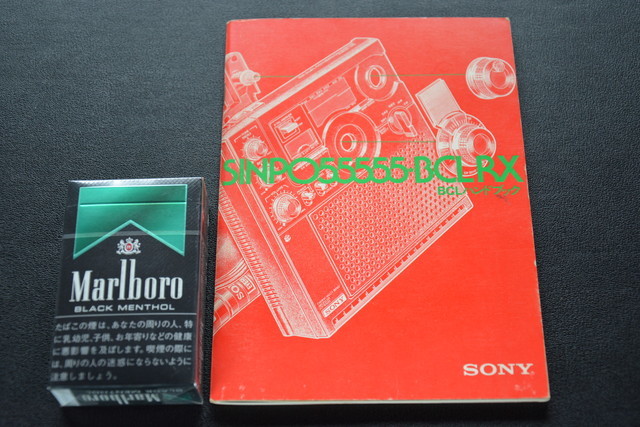 SINPO55555·BCL RX
BCLハンドブック
SONY
SONY
Marlboro
BLACK MENTHOL
たばこの煙は、あなたの周りの人、特
に乳幼児、子供、お年寄りなどの健康
に悪影響を及ぼします。喫煙の際に
は、周りの人の迷惑にならないように
注意しましょう。